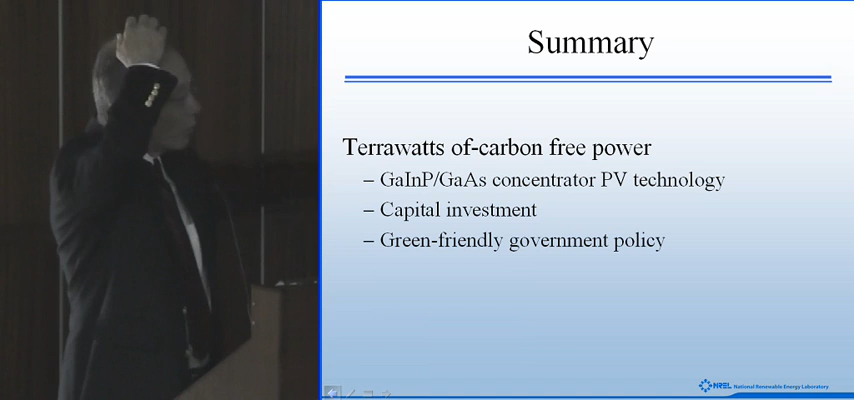 Summary
Terrawatts of-carbon free power
– GaInP/GaAs concentrator PV technology
– Capital investment
– Green-friendly government policy
NREL National Renewable Energy Laboratory